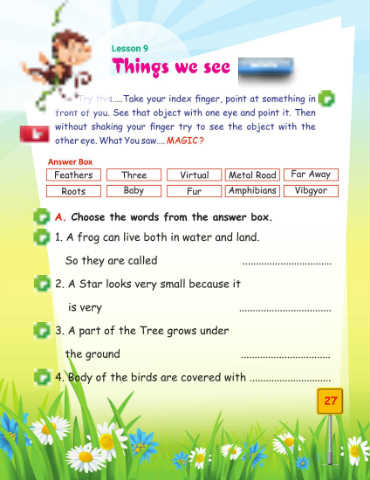 Lesson 9
Things we see
Try this....Take your index finger, point at something in
front of you. See that object with one eye and point it. Then
without shaking your finger try to see the object with the
other eye. What You saw.... MAGIC ?
Answer Box
Feathers Three Virtual Metal Road Far Away
Roots Baby Fur Amphibians Vibgyor
A. Choose the words from the answer box.
1. A frog can live both in water and land.
So they are called ................................
2. A Star looks very small because it
is very .................................
3. A part of the Tree grows under
the ground ................................
4. Body of the birds are covered with .............................
27